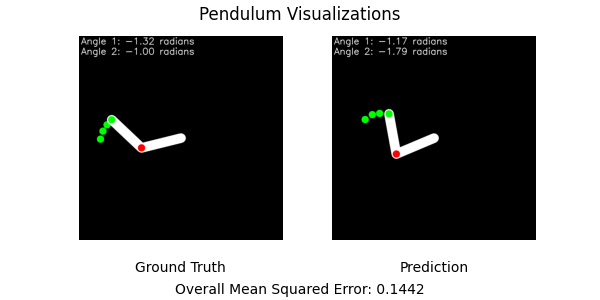 Pendulum Visualizations
Angle 1: -1.32 radians
Angle 2: -1.00 radians
Angle 1: -1.17 radians
Angle 2: -1.79 radians
Ground Truth
Prediction
Overall Mean Squared Error: 0.1442